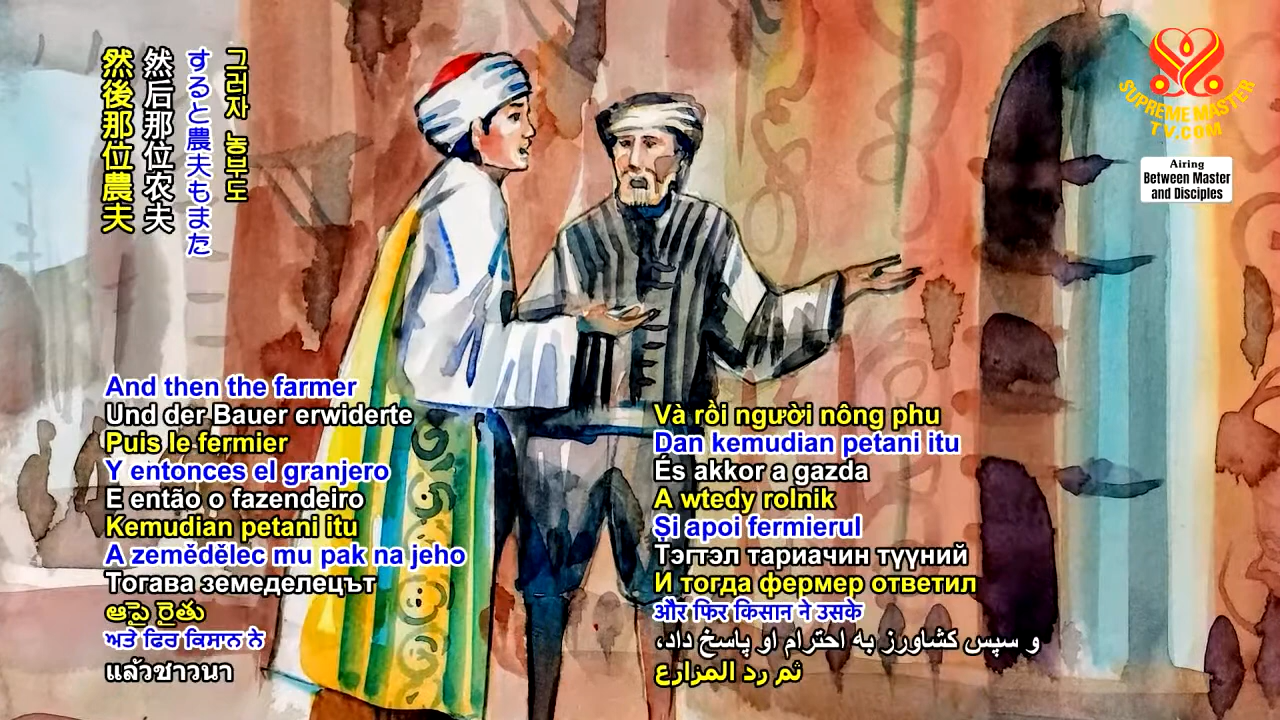 그러자 농부도
すると農夫もまた
然后那位农夫
然後那位農夫
SUPREME MASTER
TV.COM
Airing
Between Master
and Disciples
And then the farmer
Und der Bauer erwiderte
Puis le fermier
Y entonces el granjero
E então o fazendeiro
Kemudian petani itu
A zemědělec mu pak na jeho
Тогава земеделецът
ఆపై రైతు
ਅਤੇ ਫਿਰ ਕਿਸਾਨ ਨੇ
แล้วชาวนา
Và rồi người nông phu
Dan kemudian petani itu
És akkor a gazda
A wtedy rolnik
Și apoi fermierul
Тэгтэл тариачин түүний
И тогда фермер ответил
और फिर किसान ने उसके
و سپس کشاورز به احترام او پاسخ داد،
ثم رد المزارع